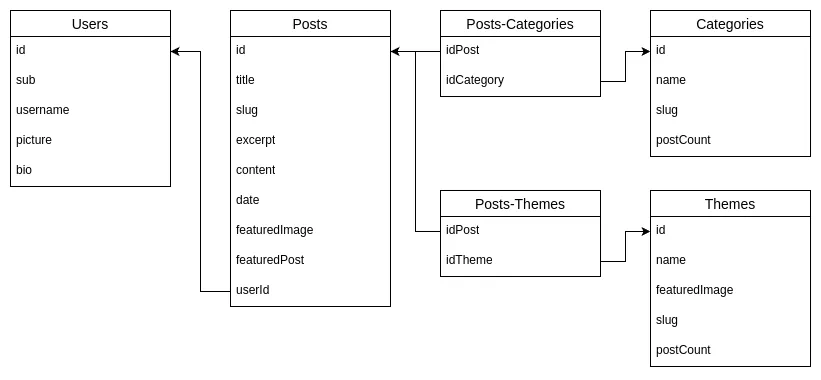 Users
id
sub
username
picture
bio
Posts
id
title
slug
excerpt
content
date
featuredImage
featuredPost
userId
Posts-Categories
idPost
idCategory
Categories
id
name
slug
postCount
Posts-Themes
idPost
idTheme
Themes
id
name
featuredImage
slug
postCount